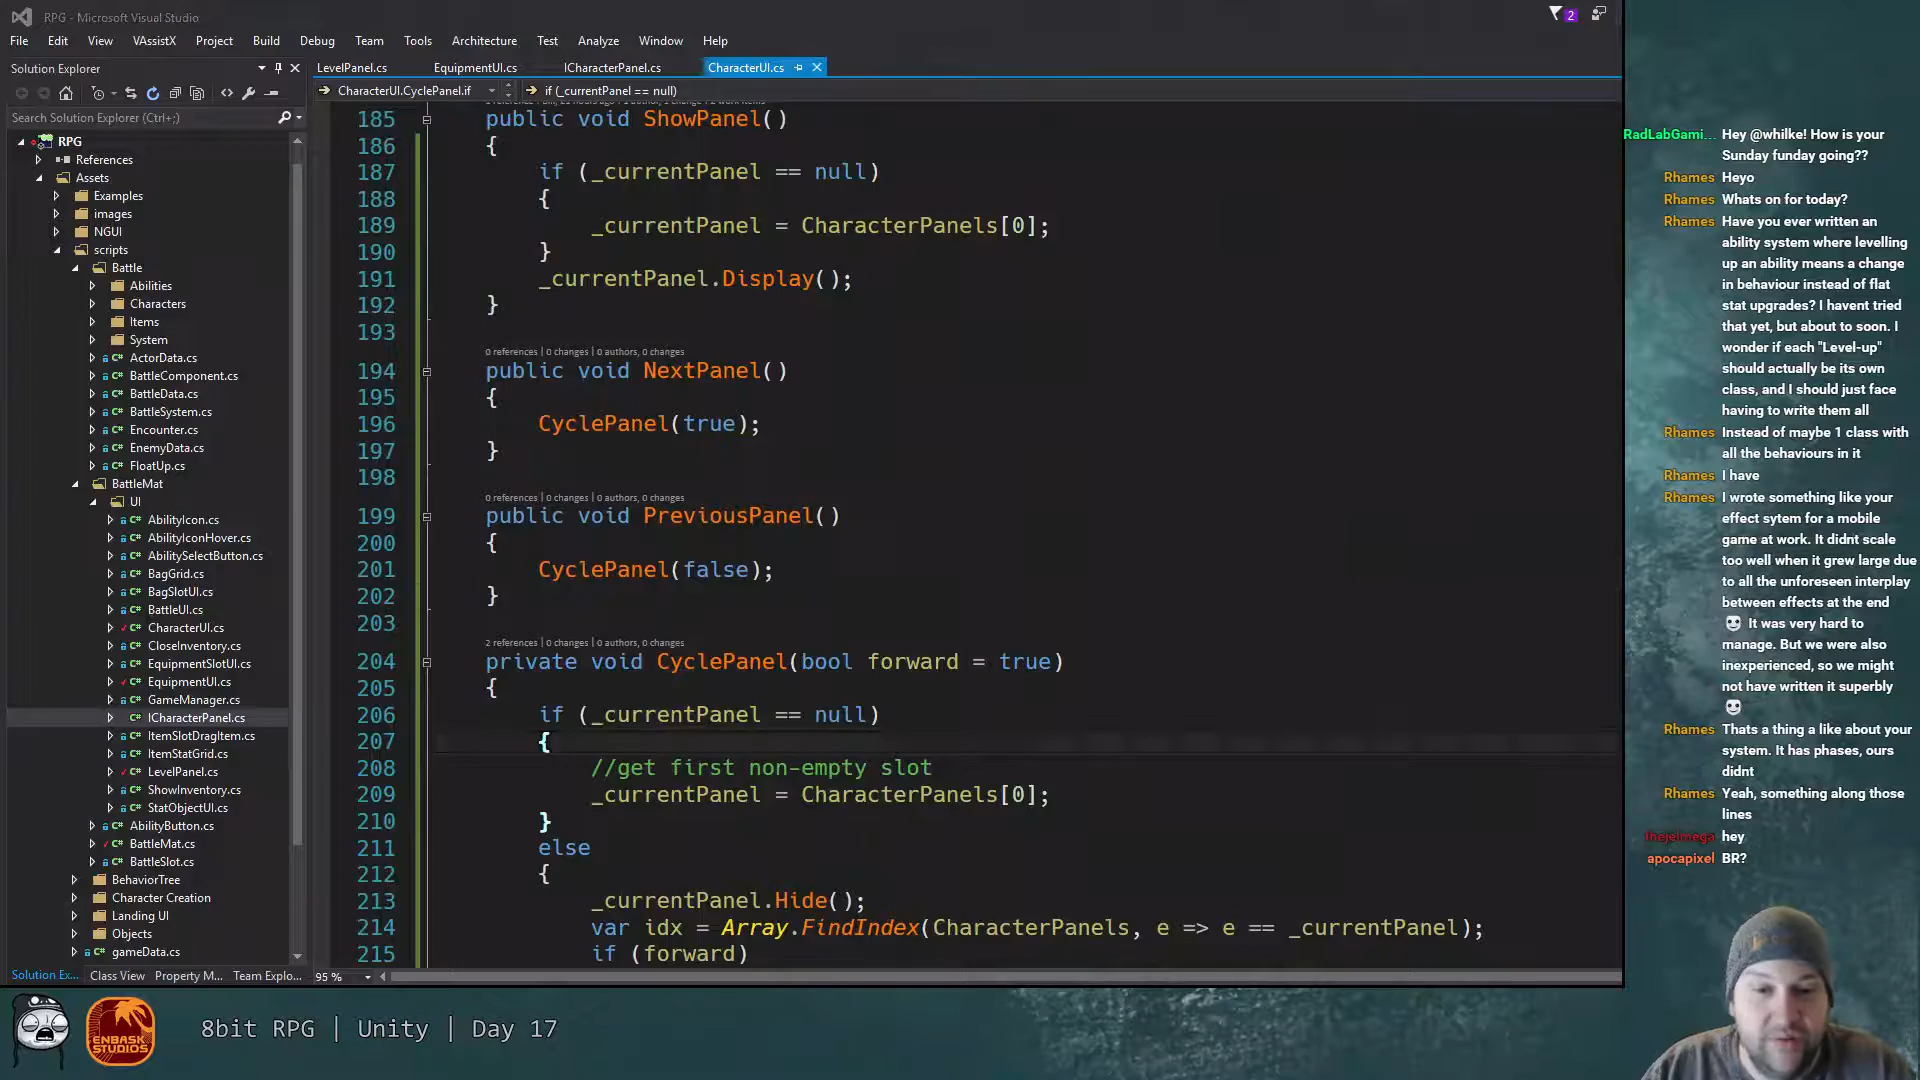 RPG - Microsoft Visual Studio
2
File Edit View VAssistX Project Build Debug Team Tools Architecture Test Analyze Window Help
Solution Explorer
LevelPanel.cs EquipmentUI.cs ICharacterPanel.cs CharacterUI.cs
CharacterUI.CyclePanel.if if (_currentPanel == null)
Search Solution Explorer (Ctrl+;)
RPG
References
Assets
Examples
images
NGUI
scripts
Battle
Abilities
Characters
Items
System
ActorData.cs
BattleComponent.cs
BattleData.cs
BattleSystem.cs
Encounter.cs
EnemyData.cs
FloatUp.cs
BattleMat
UI
AbilityIcon.cs
AbilityIconHover.cs
AbilitySelectButton.cs
BagGrid.cs
BagSlotUI.cs
BattleUI.cs
CharacterUI.cs
CloseInventory.cs
EquipmentSlotUI.cs
EquipmentUI.cs
GameManager.cs
ICharacterPanel.cs
ItemSlotDragItem.cs
ItemStatGrid.cs
LevelPanel.cs
ShowInventory.cs
StatObjectUI.cs
AbilityButton.cs
BattleMat.cs
BattleSlot.cs
BehaviorTree
Character Creation
Landing UI
Objects
gameData.cs
Solution Ex... Class View Property M... Team Explo...
185 public void ShowPanel()
186 {
187 if (_currentPanel == null)
188 {
189 _currentPanel = CharacterPanels[0];
190 }
191 _currentPanel.Display();
192 }
193
0 references | 0 changes | 0 authors, 0 changes
194 public void NextPanel()
195 {
196 CyclePanel(true);
197 }
198
0 references | 0 changes | 0 authors, 0 changes
199 public void PreviousPanel()
200 {
201 CyclePanel(false);
202 }
203
2 references | 0 changes | 0 authors, 0 changes
204 private void CyclePanel(bool forward = true)
205 {
206 if (_currentPanel == null)
207 {
208 //get first non-empty slot
209 _currentPanel = CharacterPanels[0];
210 }
211 else
212 {
213 _currentPanel.Hide();
214 var idx = Array.FindIndex(CharacterPanels, e => e == _currentPanel);
215 if (forward)
95 %
RadLabGami... Hey @whilke! How is your
Sunday funday going??
Rhames Heyo
Rhames Whats on for today?
Rhames Have you ever written an
ability system where levelling
up an ability means a change
in behaviour instead of flat
stat upgrades? I havent tried
that yet, but about to soon. I
wonder if each "Level-up"
should actually be its own
class, and I should just face
having to write them all
Rhames Instead of maybe 1 class with
all the behaviours in it
Rhames I have
Rhames I wrote something like your
effect sytem for a mobile
game at work. It didnt scale
too well when it grew large due
to all the unforeseen interplay
between effects at the end
It was very hard to
manage. But we were also
inexperienced, so we might
not have written it superbly
Rhames Thats a thing a like about your
system. It has phases, ours
didnt
Rhames Yeah, something along those
lines
thejelmega hey
apocapixel BR?
ENBASK
STUDIOS
8bit RPG | Unity | Day 17